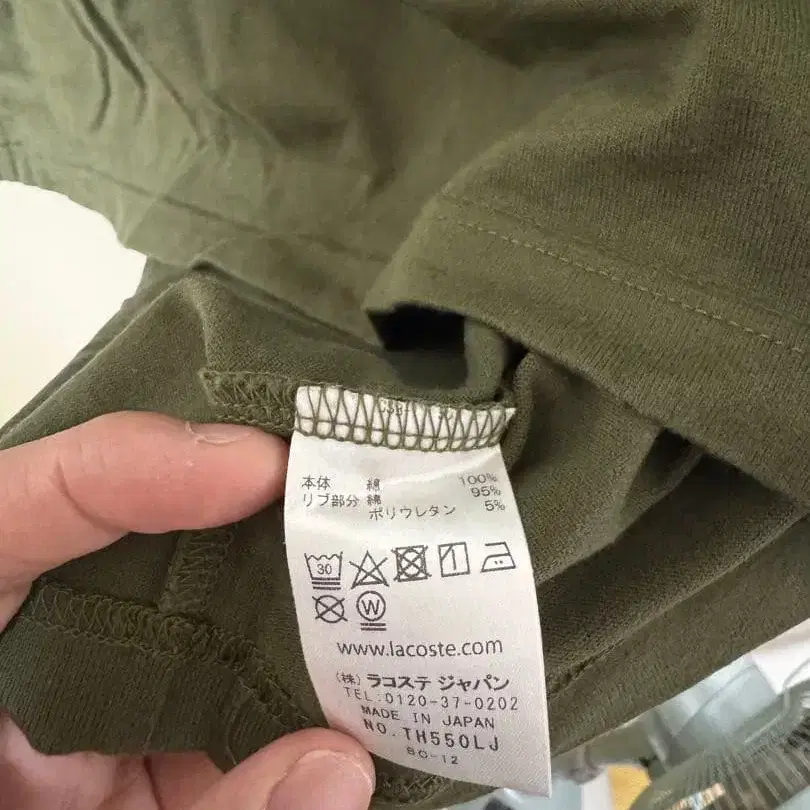 本体 綿 100%
リブ部分 綿 95%
ポリウレタン 5%
30
W
www.lacoste.com
(株) ラコステ ジャパン
TEL:0120-37-0202
MADE IN JAPAN
NO. TH550LJ
80-12